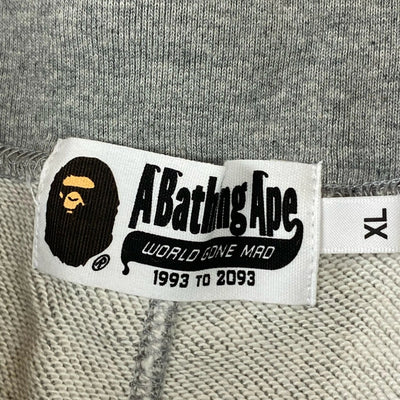 A Bathing Ape
WORLD GONE MAD
1993 TO 2093
®
XL